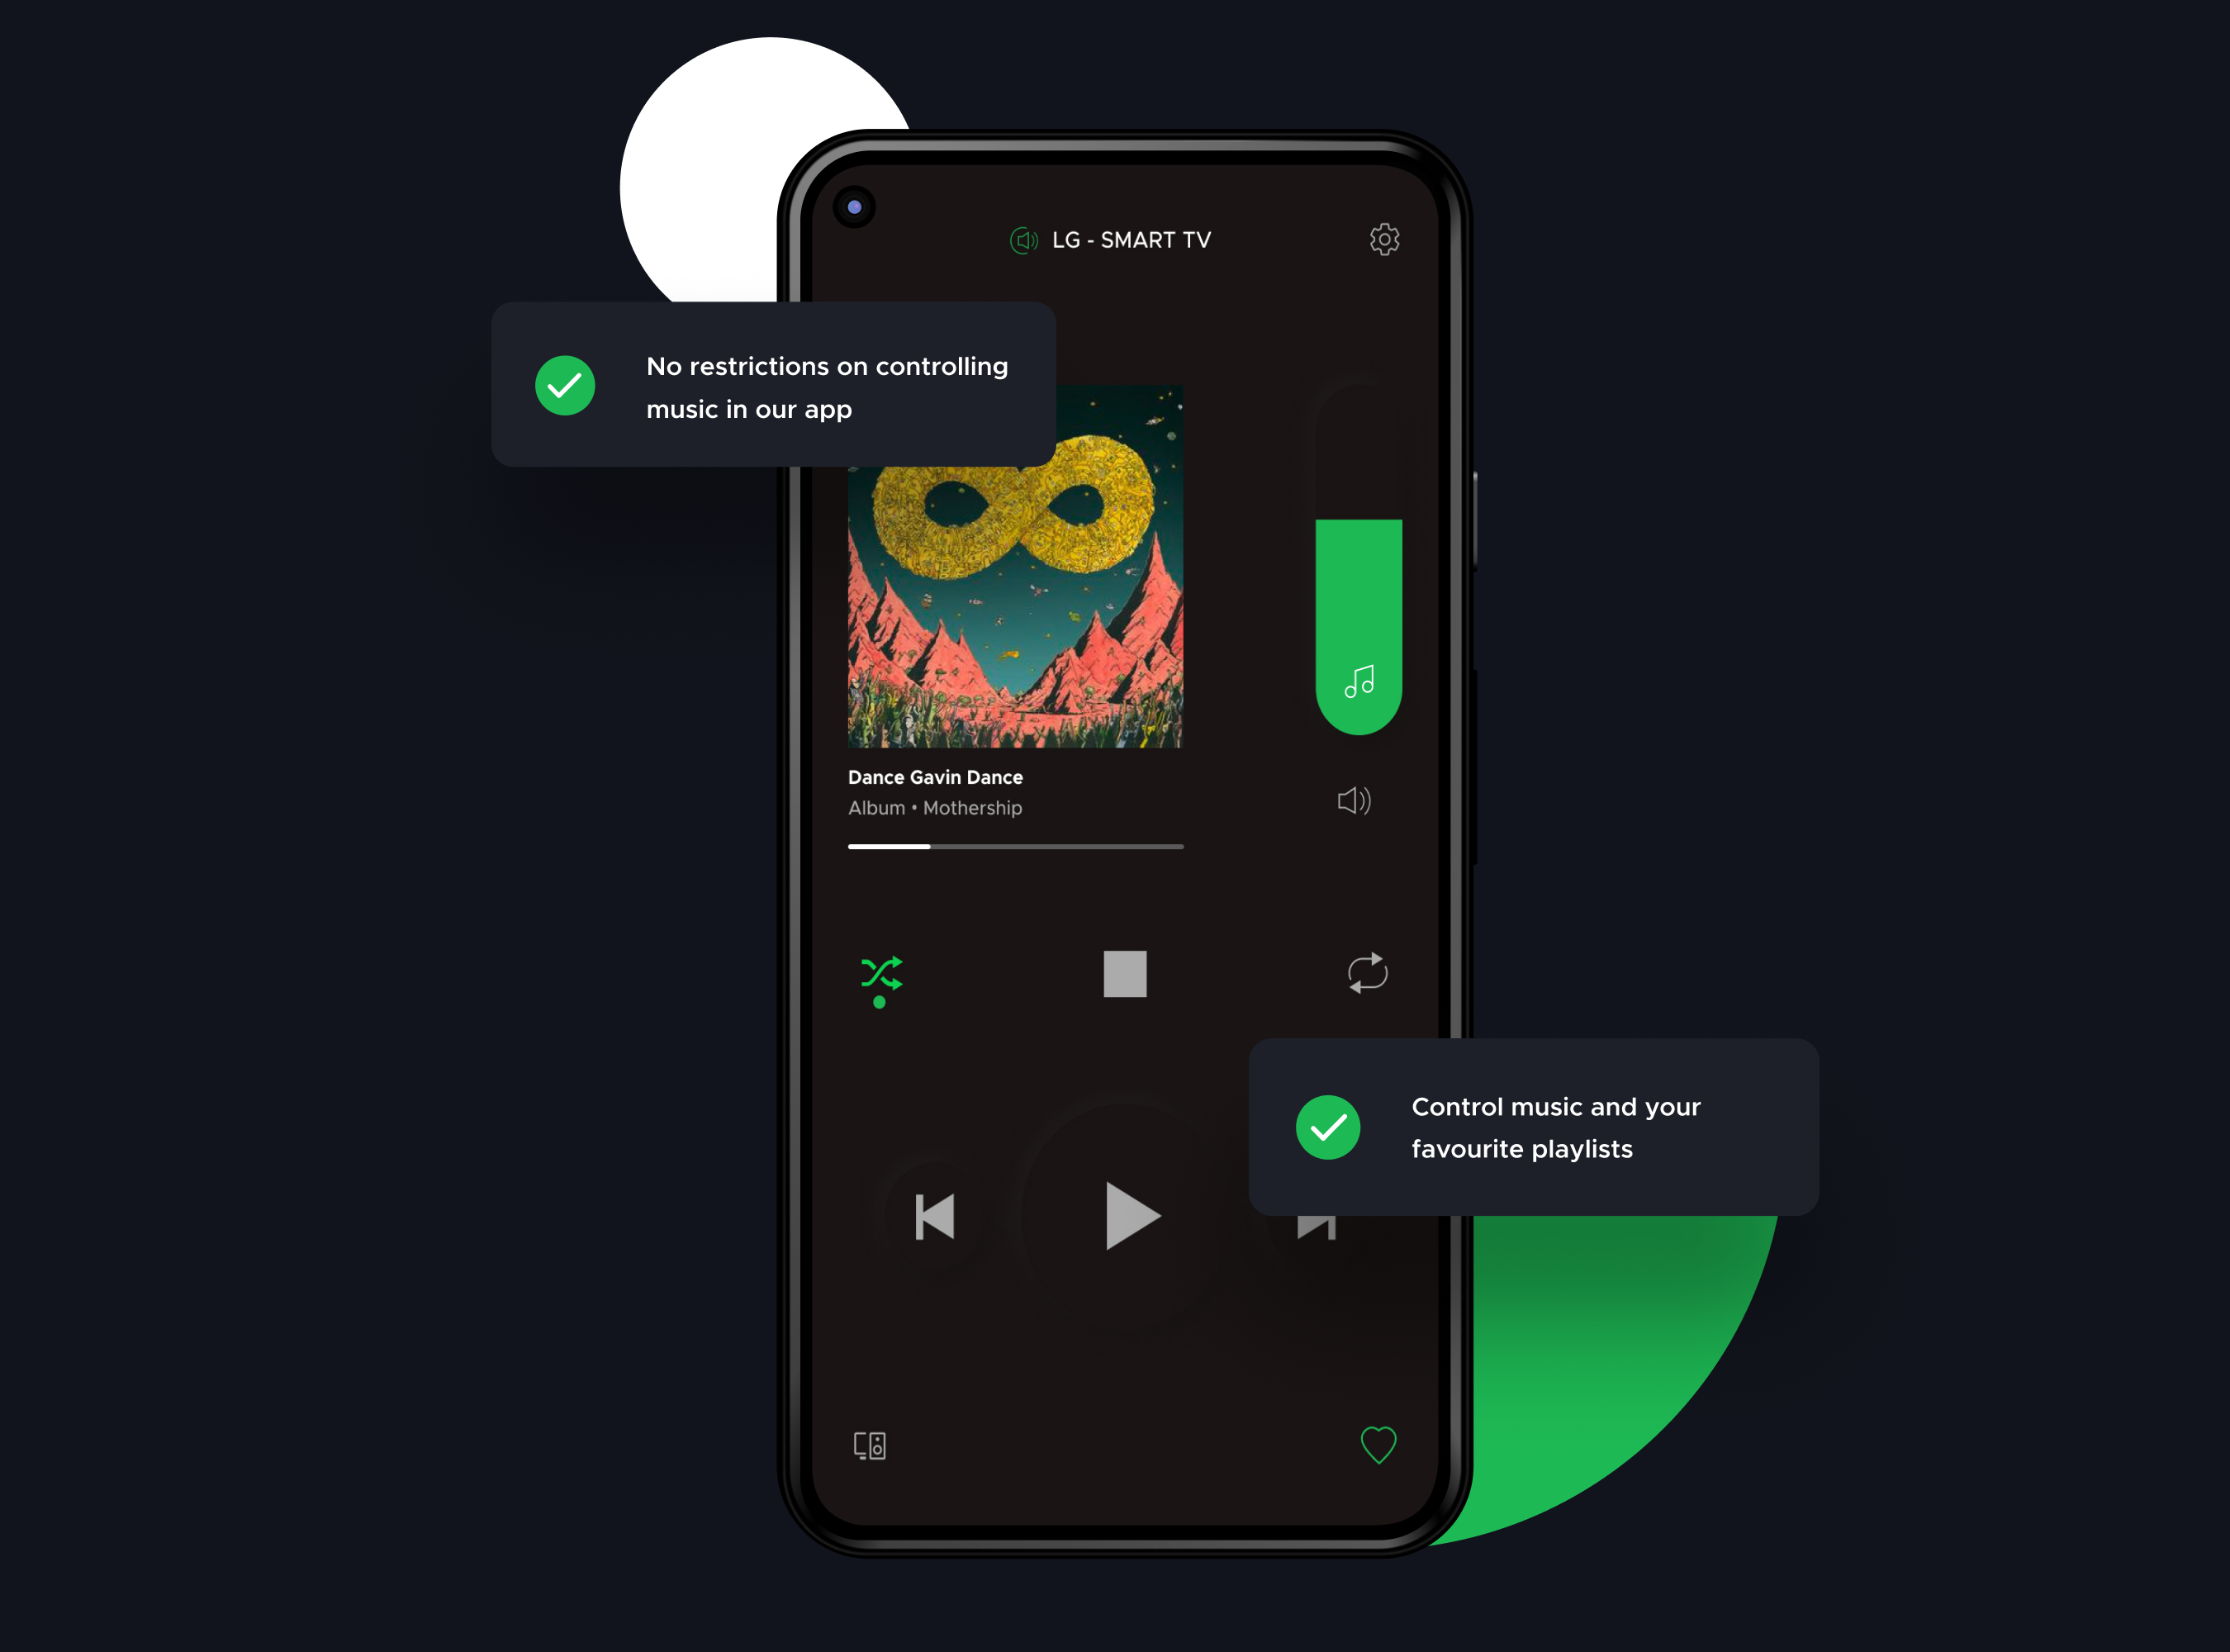 LG - SMART TV
No restrictions on controlling
music in our app
Dance Gavin Dance
Album • Mothership
Control music and your
favourite playlists